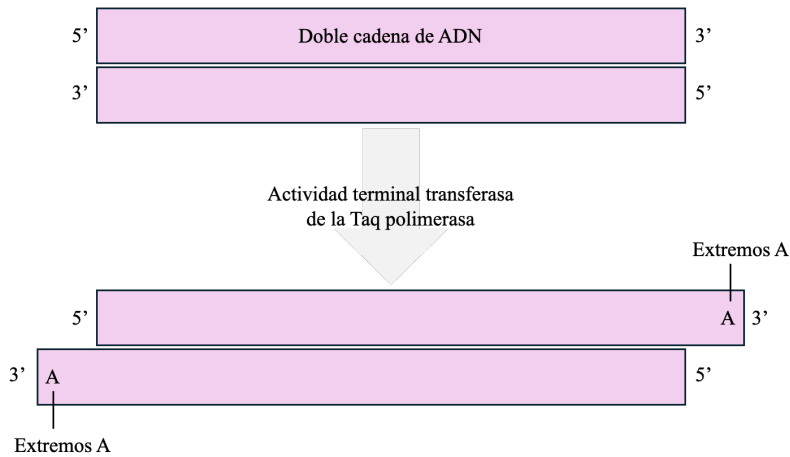 5’ Doble cadena de ADN 3’
3’ 5’
Actividad terminal transferasa
de la Taq polimerasa
Extremos A
5’ A 3’
3’ A 5’
Extremos A